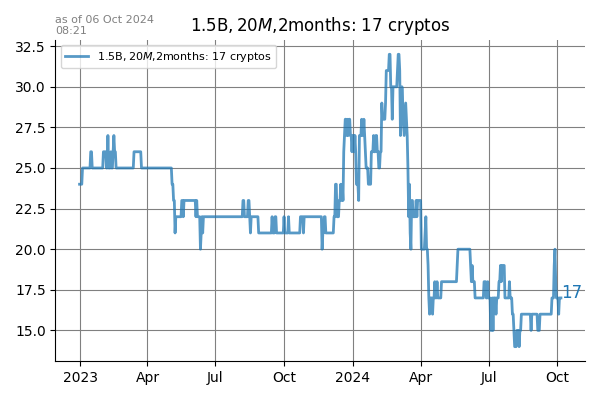 as of 06 Oct 2024
08:21
1.5B, 20M,2months: 17 cryptos
1.5B, 20M,2months: 17 cryptos
32.5
30.0
27.5
25.0
22.5
20.0
17.5
15.0
17
2023
Apr
Jul
Oct
2024
Apr
Jul
Oct